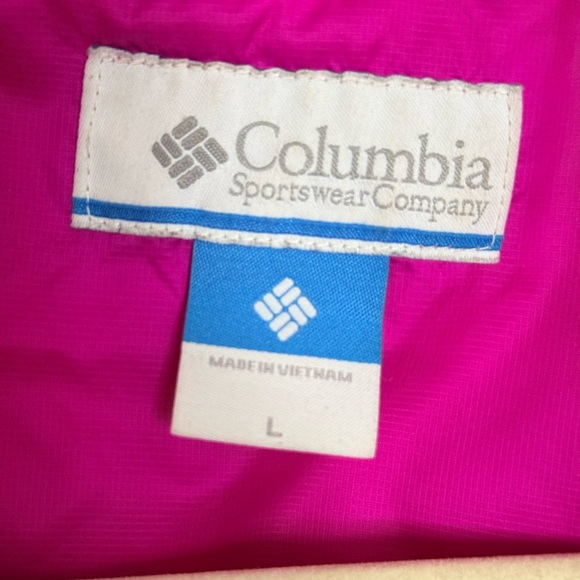 Columbia
Sportswear Company
MADE IN VIETNAM
L